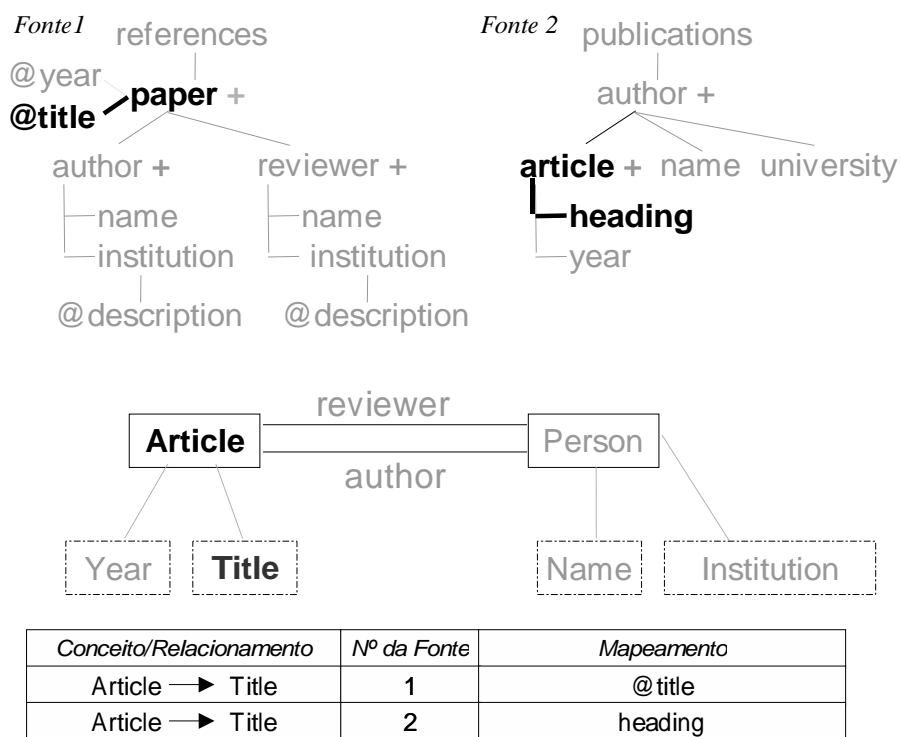 Fonte1
references
@year
paper +
@title
author +
reviewer +
name
name
institution
institution
@description
@description
Fonte 2
publications
author +
article + name university
heading
year
reviewer
Article
Person
author
Year
Title
Name
Institution
Conceito/Relacionamento Nº da Fonte Mapeamento
Article → Title 1 @title
Article → Title 2 heading